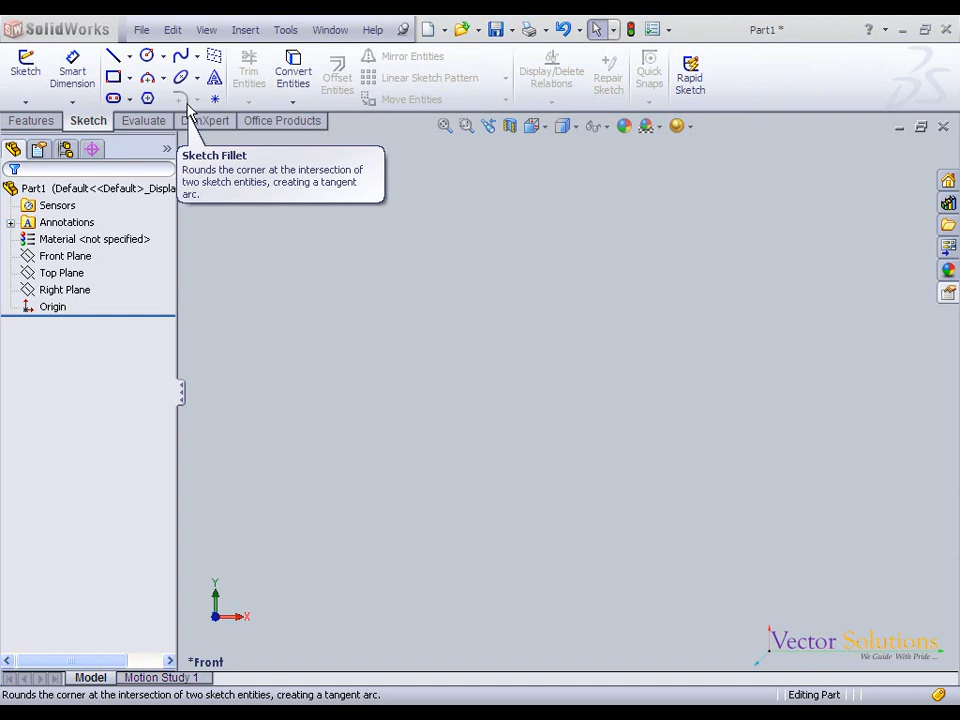 SolidWorks File Edit View Insert Tools Window Help Part1 *
Sketch Smart Dimension Trim Entities Convert Entities Offset Entities Mirror Entities Linear Sketch Pattern Move Entities Display/Delete Relations Repair Sketch Quick Snaps Rapid Sketch
Features Sketch Evaluate Office Products
Sketch Fillet
Rounds the corner at the intersection of
two sketch entities, creating a tangent
arc.
Part1 (Default<<Default>_Displa
Sensors
Annotations
Material <not specified>
Front Plane
Top Plane
Right Plane
Origin
Y
X
*Front
Vector Solutions
We Guide With Pride ...
Model Motion Study 1
Rounds the corner at the intersection of two sketch entities, creating a tangent arc. Editing Part